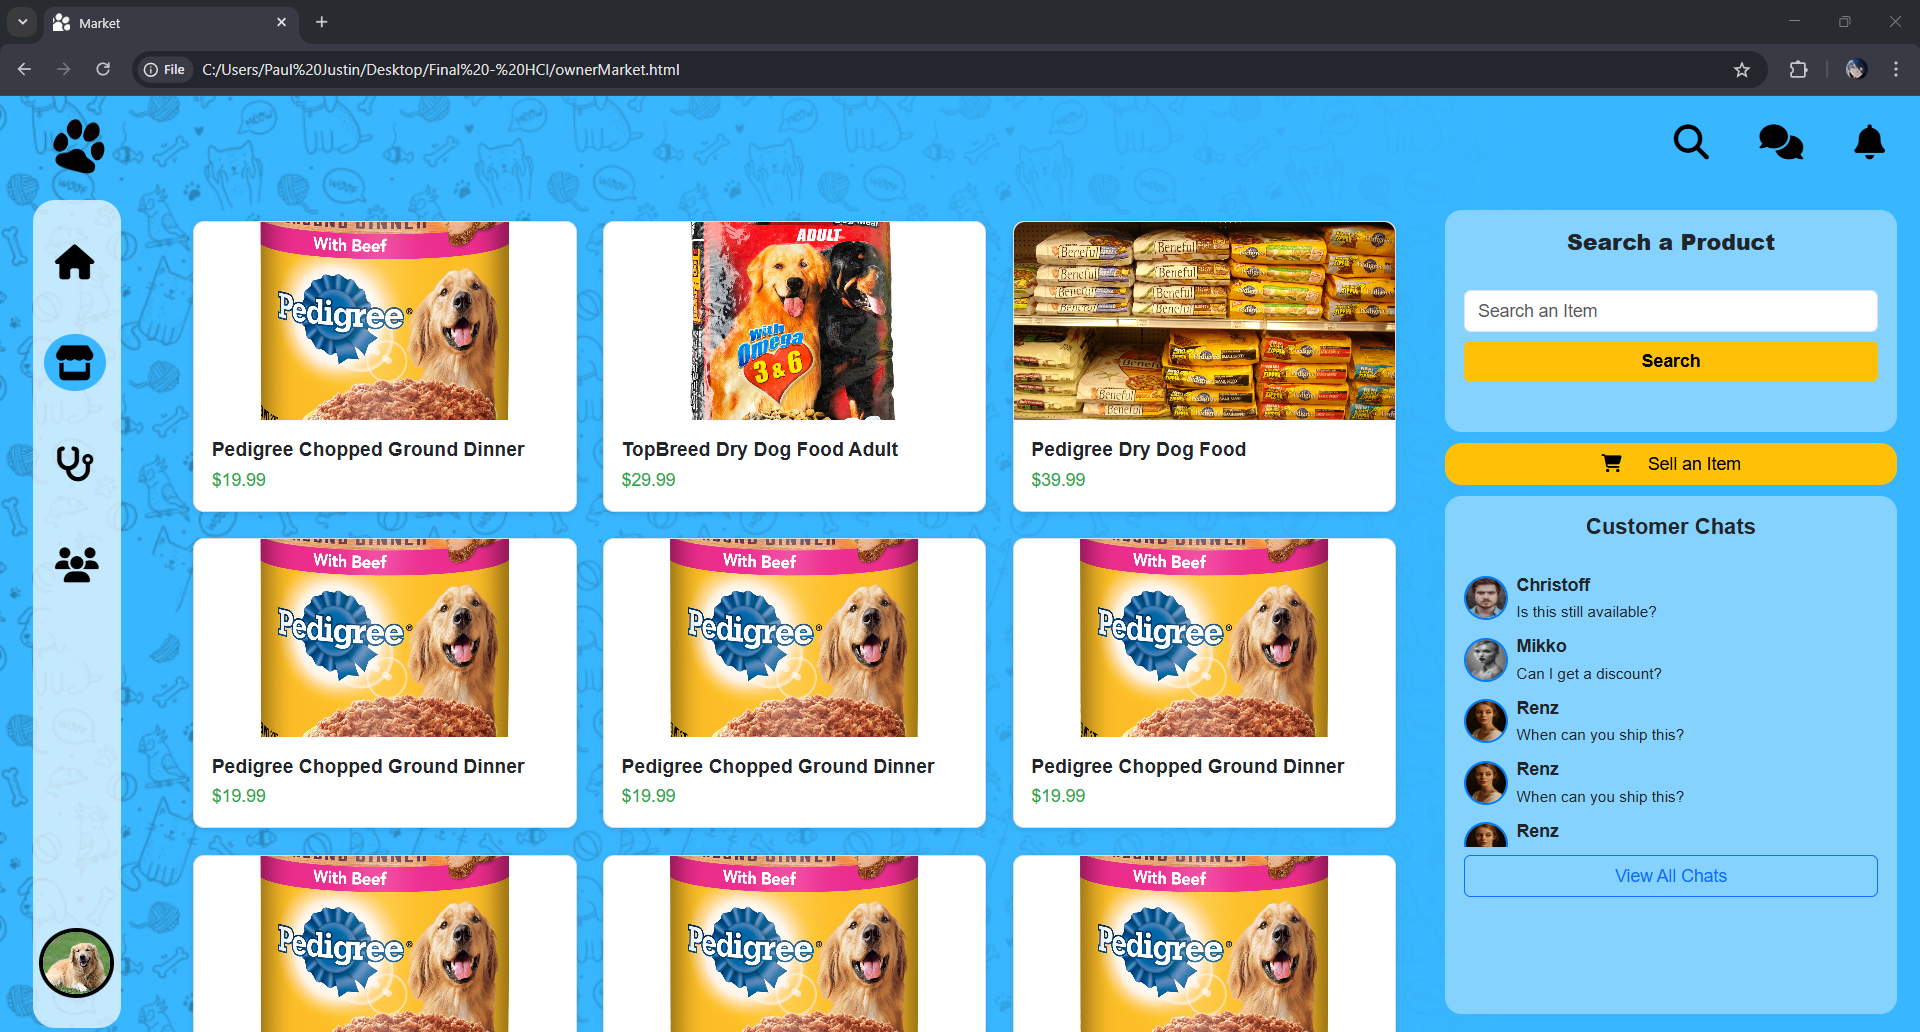 Market
File
C:/Users/Paul%20Justin/Desktop/Final%20-%20HCI/ownerMarket.html
MEOW
WOOF
With Beef
Pedigree
Pedigree Chopped Ground Dinner
$19.99
ADULT
With
Omega
3 & 6
TopBreed Dry Dog Food Adult
$29.99
Beneful
Beneful
Beneful
Beneful
Pedigree Dry Dog Food
$39.99
With Beef
Pedigree
Pedigree Chopped Ground Dinner
$19.99
With Beef
Pedigree
Pedigree Chopped Ground Dinner
$19.99
With Beef
Pedigree
Pedigree Chopped Ground Dinner
$19.99
With Beef
Pedigree
With Beef
Pedigree
With Beef
Pedigree
Search a Product
Search an Item
Search
Sell an Item
Customer Chats
Christoff
Is this still available?
Mikko
Can I get a discount?
Renz
When can you ship this?
Renz
When can you ship this?
Renz
View All Chats